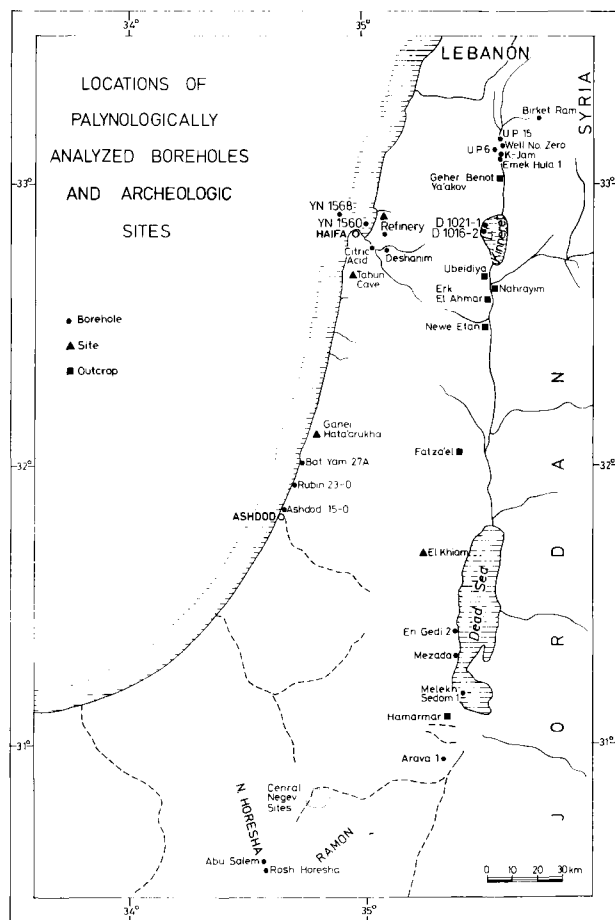 34°
35°
LEBANON
SYRIA
LOCATIONS OF
PALYNOLOGICALLY
ANALYZED BOREHOLES
AND ARCHEOLOGIC
SITES
Birket Ram
U.P. 15
Well No. Zero
U.P.6
K-Jam
Emek Hula 1
33°
33°
Geher Benot
Ya'akov
YN 1568
YN 1560
HAIFA
Refinery
D 1021-1
D 1016-2
Kinneret
Citric
Acid
Deshanim
Tabun
Cave
Ubeidiya
Nahrayim
Erk
El Ahmar
Newe Etan
Borehole
Site
Outcrop
Ganei
Hata'arukha
32°
32°
Bat Yam 27A
Fatza'el
Rubin 23-0
ASHDOD
Ashdod 15-0
El Khiam
Dead Sea
En Gedi 2
Mezada
Melekh
Sedom 1
Hamarmar
31°
31°
Arava 1
Cenral
Negev
Sites
N. HORESHA
RAMON
Abu Salem
Rosh Horesha
JORDAN
0 10 20 30 km
34°
35°